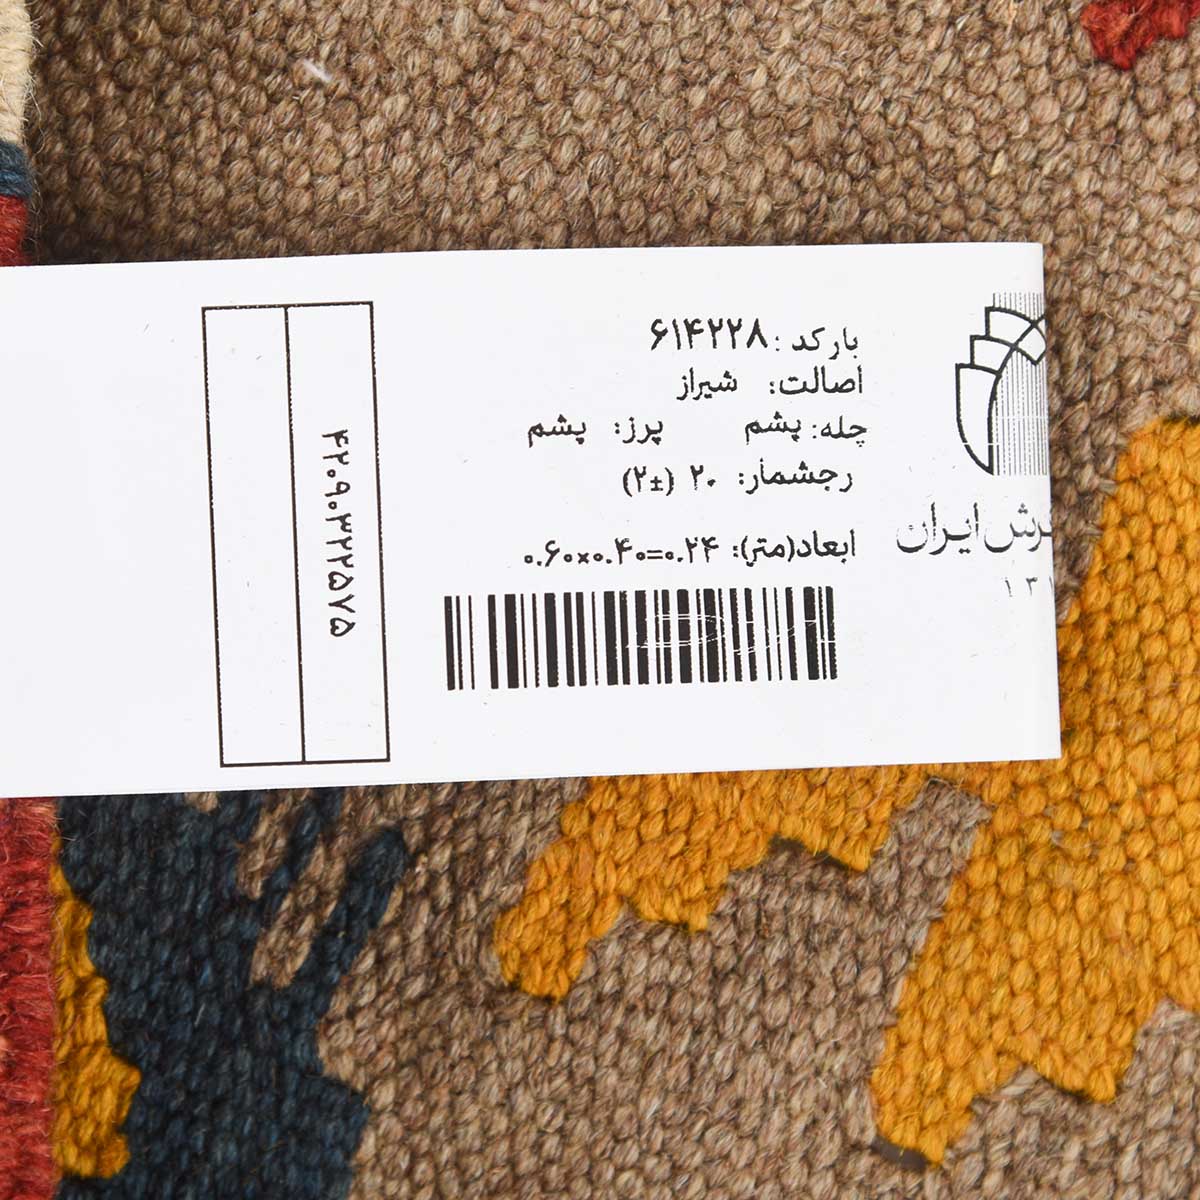 بارکد : ۶۱۴۲۲۸
اصالت: شیراز
چله: پشم پرز: پشم
رجشمار: ۲۰ (±۲)
ابعاد(متر): ۰.۶۰×۰.۴۰=۰.۲۴
ایران
۴۲۰۹۰۳۲۲۵۷۵